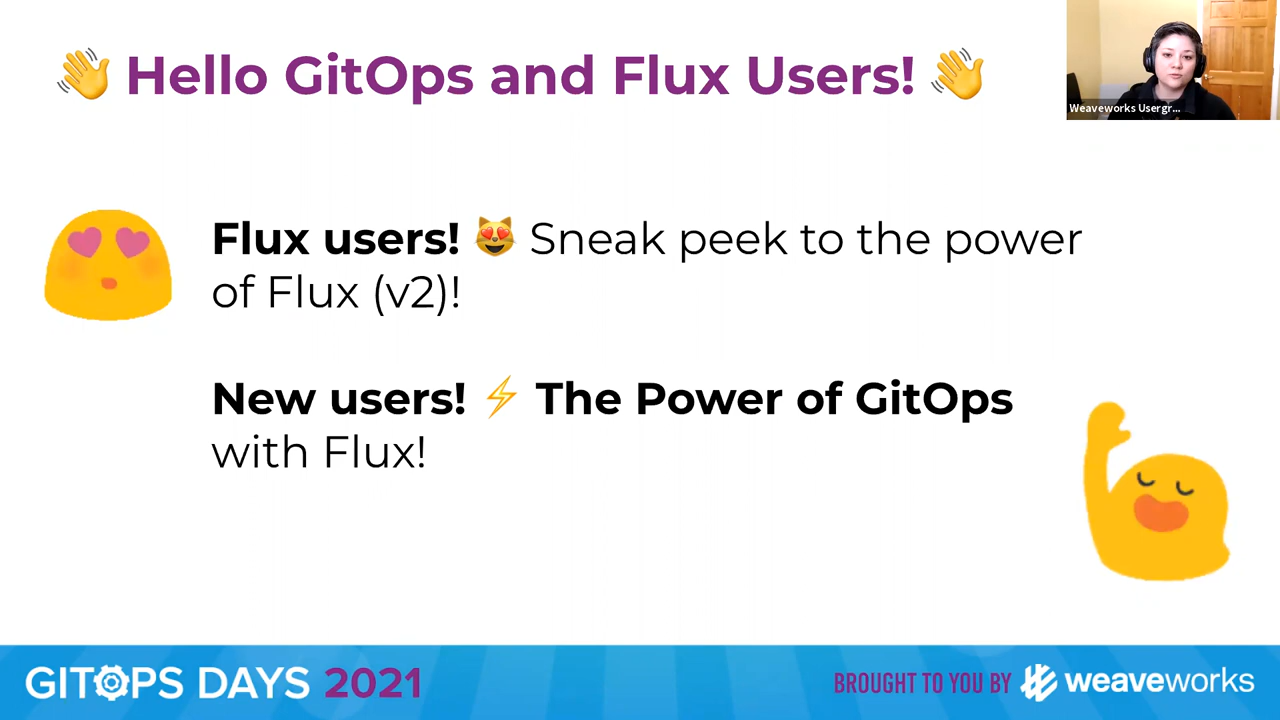 👋 Hello GitOps and Flux Users! 👋
Weaveworks Usergr...
Flux users! 😻 Sneak peek to the power
of Flux (v2)!
New users! ⚡ The Power of GitOps
with Flux!
GITOPS DAYS 2021
BROUGHT TO YOU BY weaveworks